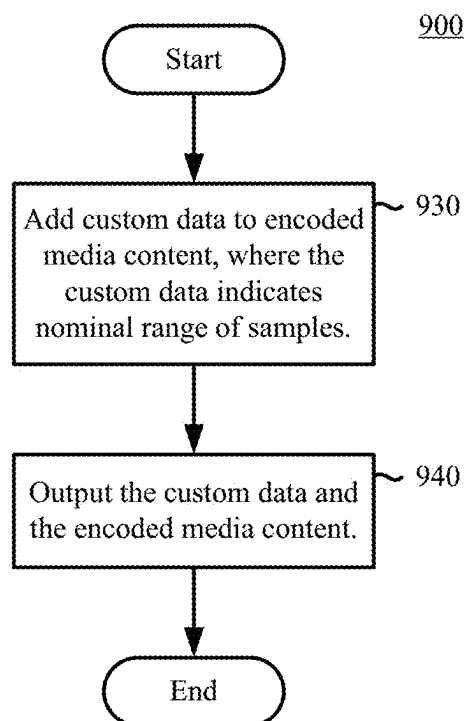 900
Start
930
Add custom data to encoded
media content, where the
custom data indicates
nominal range of samples.
940
Output the custom data and
the encoded media content.
End